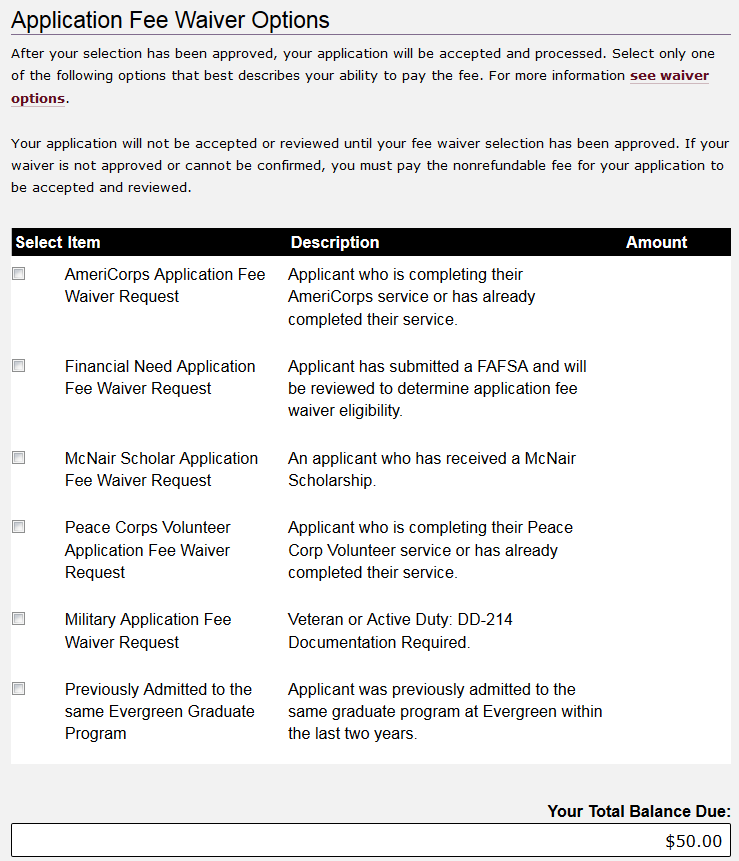 Application Fee Waiver Options
After your selection has been approved, your application will be accepted and processed. Select only one
of the following options that best describes your ability to pay the fee. For more information see waiver
options.
Your application will not be accepted or reviewed until your fee waiver selection has been approved. If your
waiver is not approved or cannot be confirmed, you must pay the nonrefundable fee for your application to
be accepted and reviewed.
Select Item Description Amount
AmeriCorps Application Fee
Waiver Request
Applicant who is completing their
AmeriCorps service or has already
completed their service.
Financial Need Application
Fee Waiver Request
Applicant has submitted a FAFSA and will
be reviewed to determine application fee
waiver eligibility.
McNair Scholar Application
Fee Waiver Request
An applicant who has received a McNair
Scholarship.
Peace Corps Volunteer
Application Fee Waiver
Request
Applicant who is completing their Peace
Corp Volunteer service or has already
completed their service.
Military Application Fee
Waiver Request
Veteran or Active Duty: DD-214
Documentation Required.
Previously Admitted to the
same Evergreen Graduate
Program
Applicant was previously admitted to the
same graduate program at Evergreen within
the last two years.
Your Total Balance Due:
$50.00